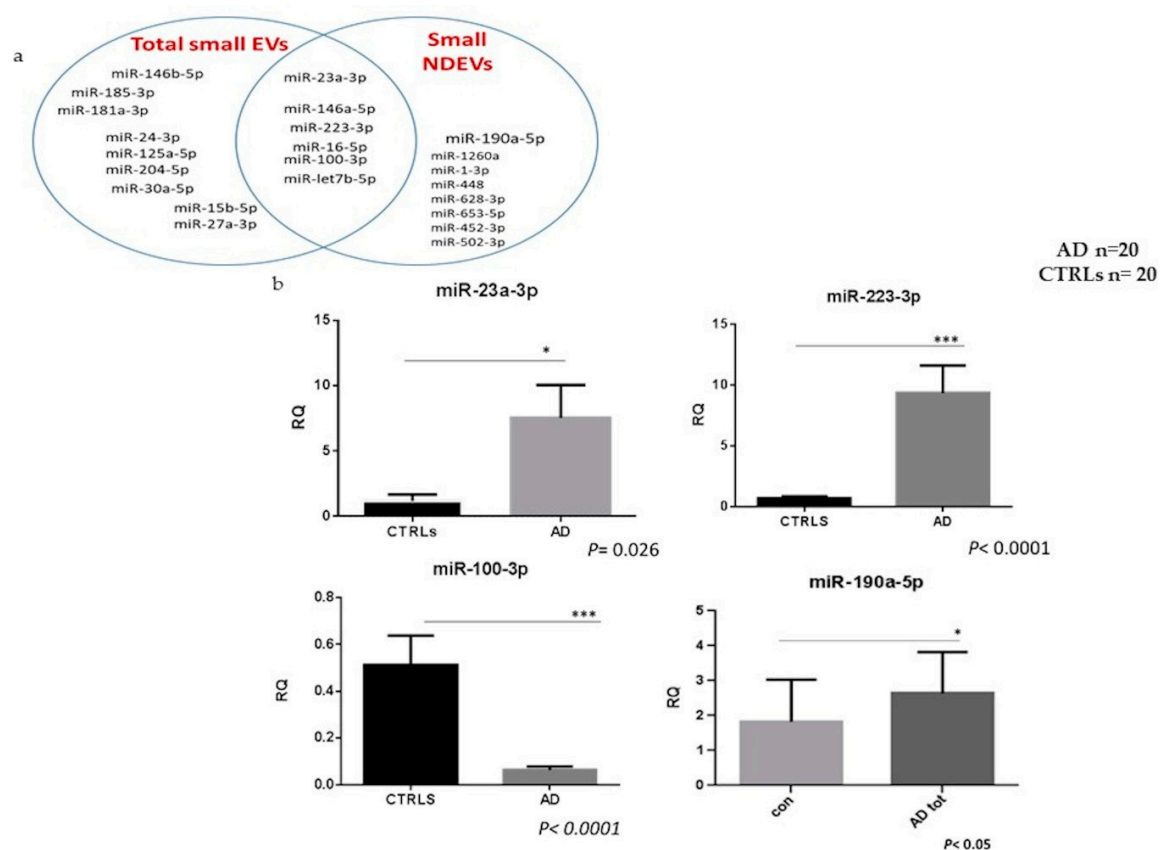 a
Total small EVs
miR-146b-5p
miR-185-3p
miR-181a-3p
miR-24-3p
miR-125a-5p
miR-204-5p
miR-30a-5p
miR-15b-5p
miR-27a-3p
miR-23a-3p
miR-146a-5p
miR-223-3p
miR-16-5p
miR-100-3p
miR-let7b-5p
Small
NDEVs
miR-190a-5p
miR-1260a
miR-1-3p
miR-448
miR-628-3p
miR-653-5p
miR-452-3p
miR-502-3p
AD n=20
CTRLs n= 20
b
miR-23a-3p
15
10
5
0
RQ
*
CTRLs
AD
P= 0.026
miR-223-3p
15
10
5
0
RQ
***
CTRLS
AD
P< 0.0001
miR-100-3p
0.8
0.6
0.4
0.2
0.0
RQ
***
CTRLS
AD
P< 0.0001
miR-190a-5p
5
4
3
2
1
0
RQ
*
con
AD tot
P< 0.05